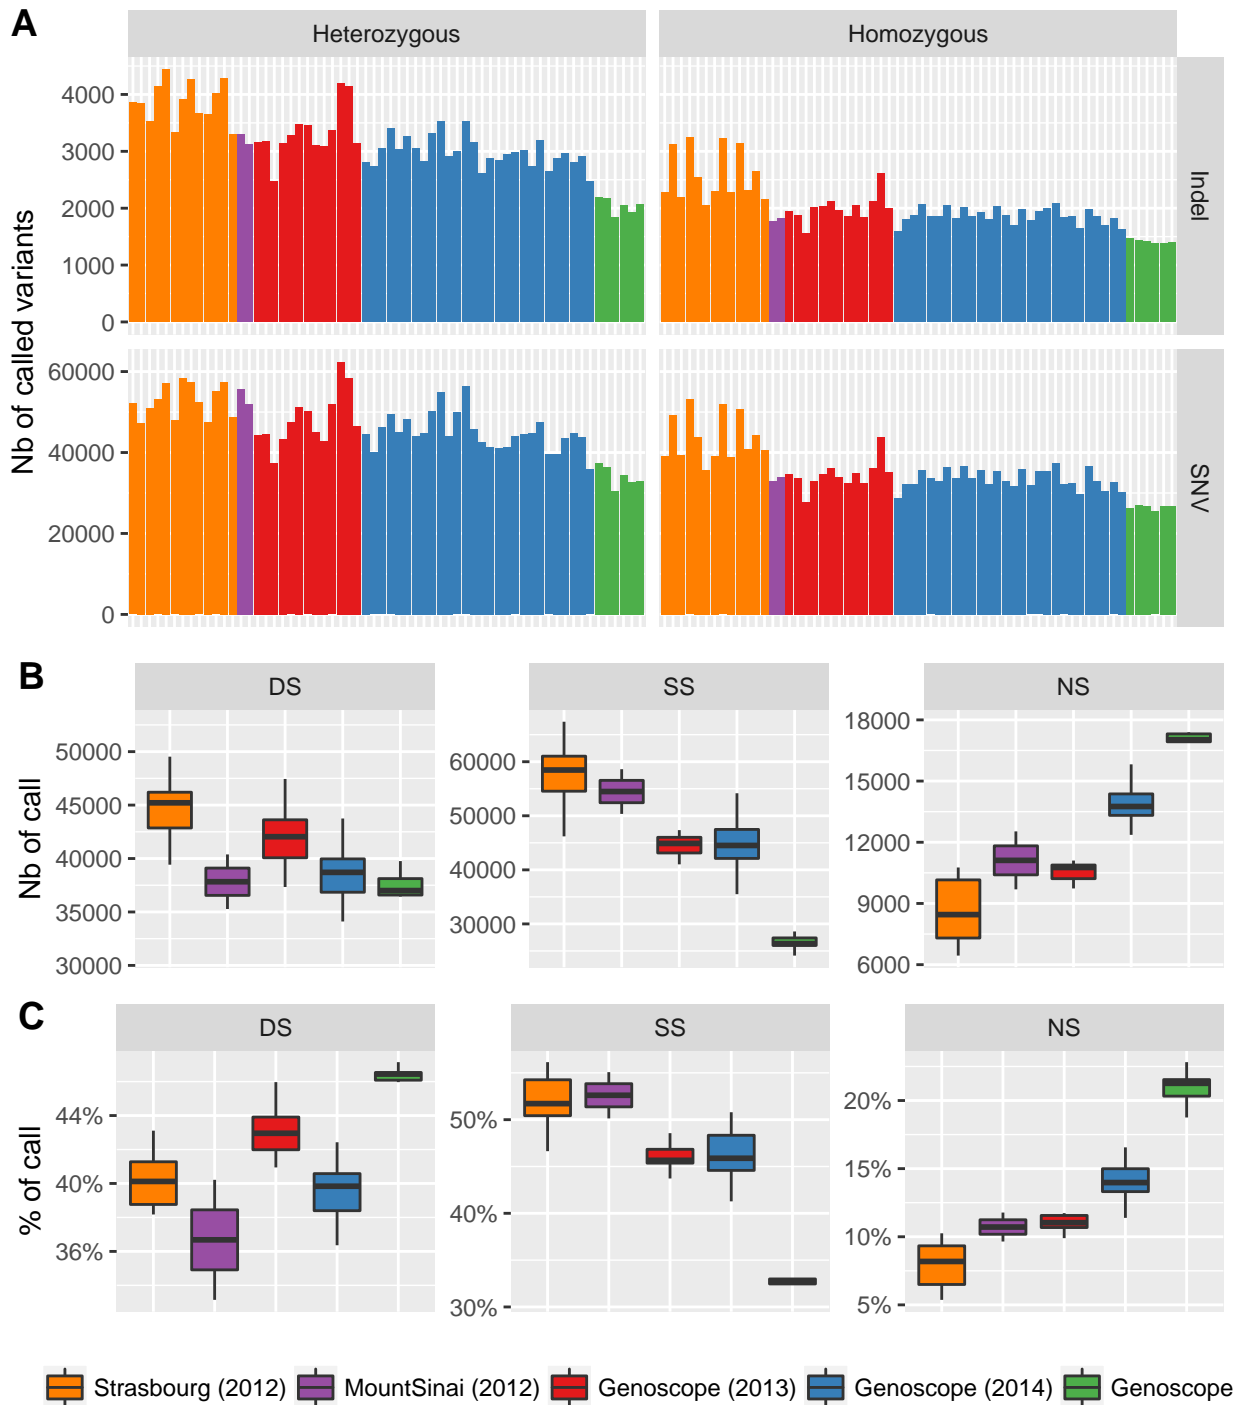 A
Heterozygous
Homozygous
Nb of called variants
4000
3000
2000
1000
0
Indel
60000
40000
20000
0
SNV
B
DS
SS
NS
Nb of call
50000
45000
40000
35000
30000
60000
50000
40000
30000
18000
15000
12000
9000
6000
C
DS
SS
NS
% of call
44%
40%
36%
50%
40%
30%
20%
15%
10%
5%
Strasbourg (2012)
MountSinai (2012)
Genoscope (2013)
Genoscope (2014)
Genoscope